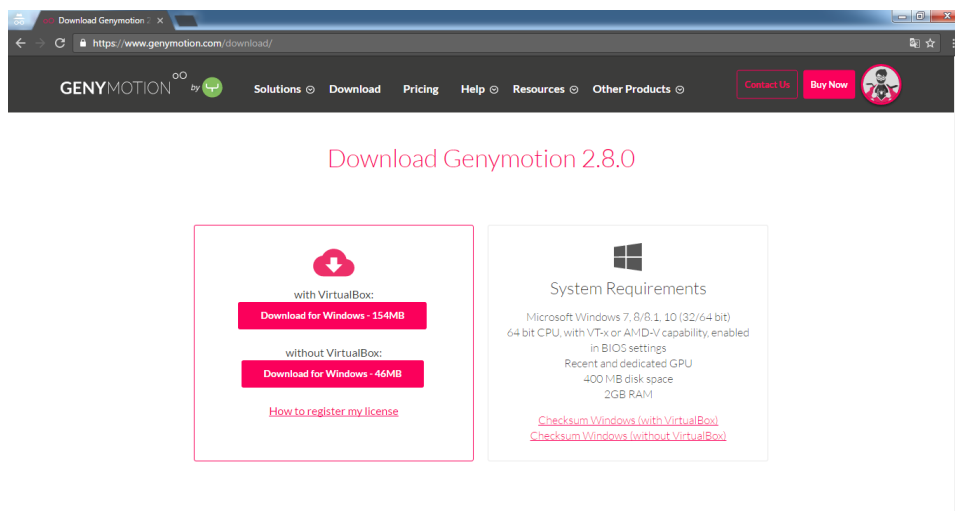 Download Genymotion 2
https://www.genymotion.com/download/
GENYMOTION by
Solutions Download Pricing Help Resources Other Products Contact Us Buy Now
Download Genymotion 2.8.0
with VirtualBox:
Download for Windows - 154MB
without VirtualBox:
Download for Windows - 46MB
How to register my license
System Requirements
Microsoft Windows 7, 8/8.1, 10 (32/64 bit)
64 bit CPU, with VT-x or AMD-V capability, enabled
in BIOS settings
Recent and dedicated GPU
400 MB disk space
2GB RAM
Checksum Windows (with VirtualBox)
Checksum Windows (without VirtualBox)